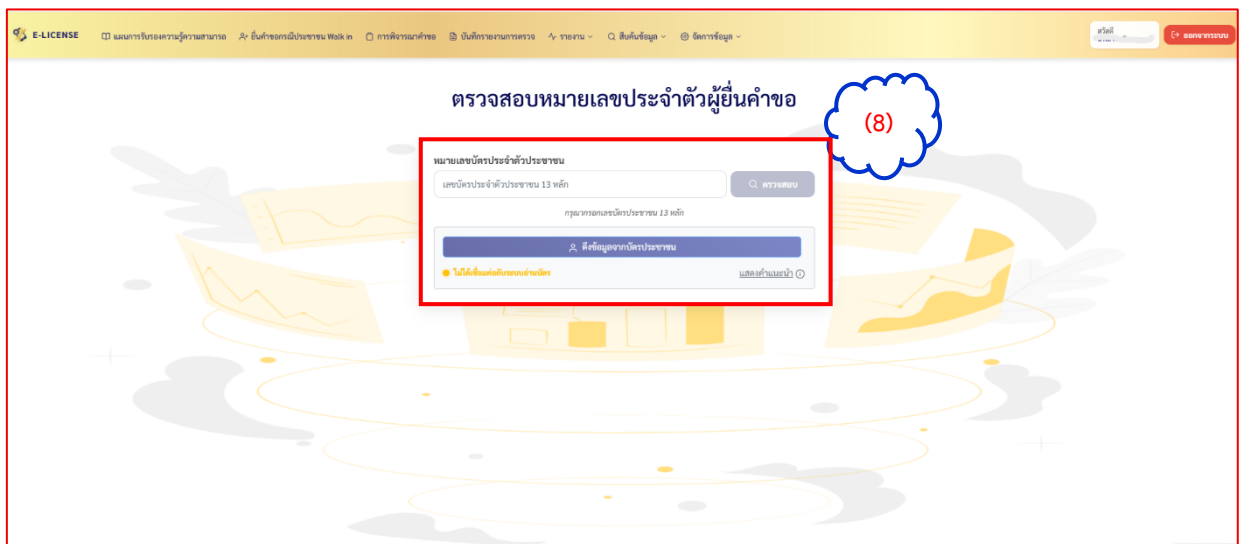 E-LICENSE แผนการรับรองความรู้ความสามารถ ยื่นคำขอกรณีประชาชน Walk in การพิจารณาคำขอ บันทึกรายงานการตรวจ รายงาน สืบค้นข้อมูล จัดการข้อมูล สวัสดี ออกจากระบบ
ตรวจสอบหมายเลขประจำตัวผู้ยื่นคำขอ
(8)
หมายเลขบัตรประจำตัวประชาชน
เลขบัตรประจำตัวประชาชน 13 หลัก ตรวจสอบ
กรุณากรอกเลขบัตรประชาชน 13 หลัก
ดึงข้อมูลจากบัตรประชาชน
ไม่ได้เชื่อมต่อกับระบบอ่านบัตร แสดงคำแนะนำ